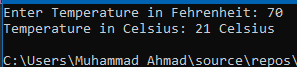 Enter Temperature in Fehrenheit: 70
Temperature in Celsius: 21 Celsius
C:\Users\Muhammad Ahmad\source\repos\